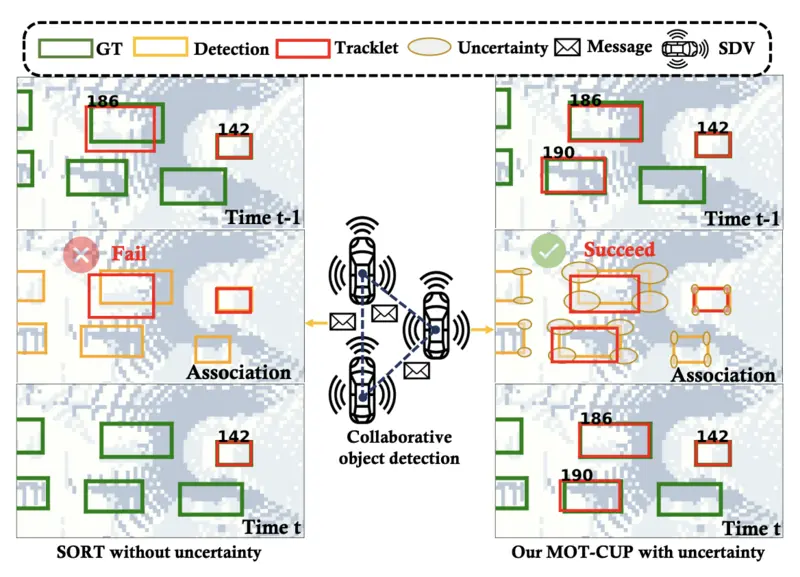 GT Detection Tracklet Uncertainty Message SDV
186
142
Time t-1
186
142
190
Time t-1
Fail
Association
Succeed
Association
Collaborative
object detection
142
Time t
186
142
190
Time t
SORT without uncertainty
Our MOT-CUP with uncertainty